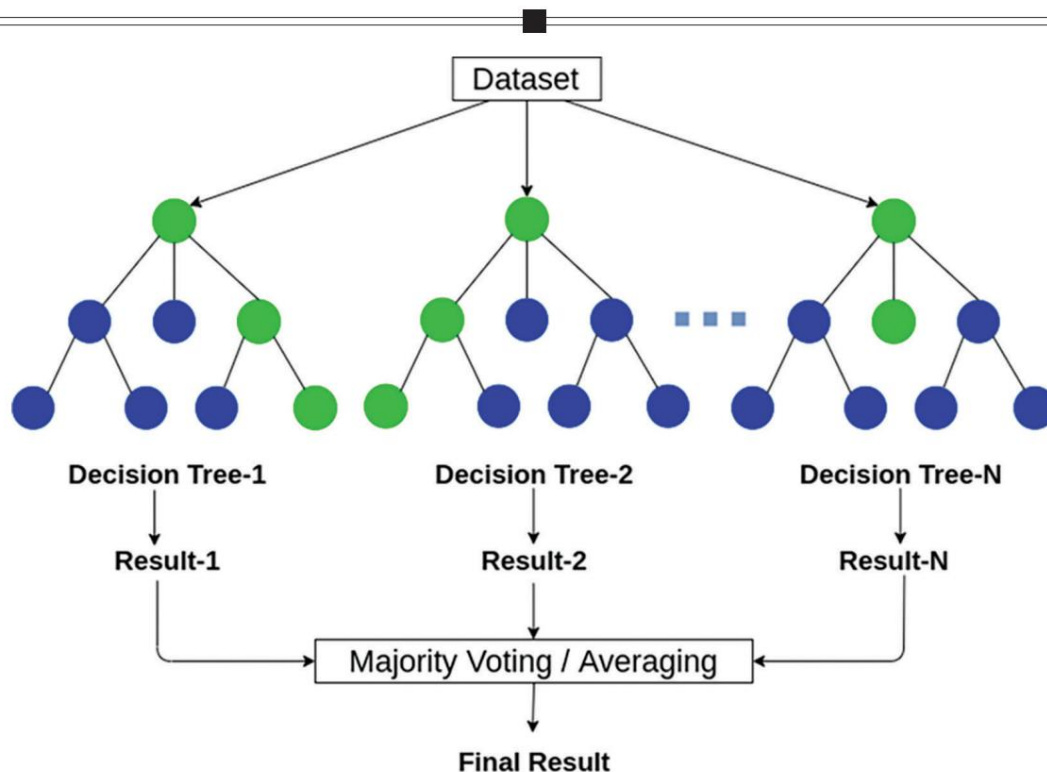 Dataset
Decision Tree-1
Decision Tree-2
Decision Tree-N
Result-1
Result-2
Result-N
Majority Voting / Averaging
Final Result